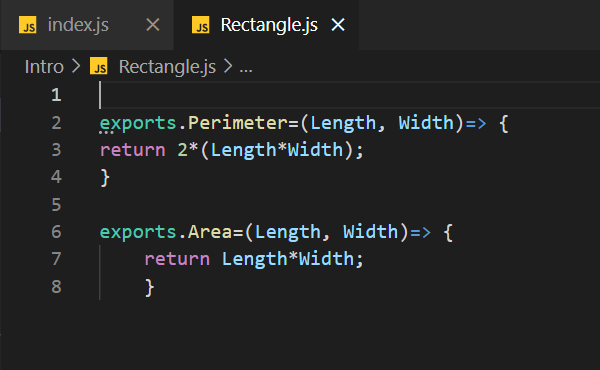 JS index.js ×
JS Rectangle.js ×
Intro > JS Rectangle.js > ...
1
2 exports.Perimeter=(Length, Width)=> {
3 return 2*(Length*Width);
4 }
5
6 exports.Area=(Length, Width)=> {
7     return Length*Width;
8     }